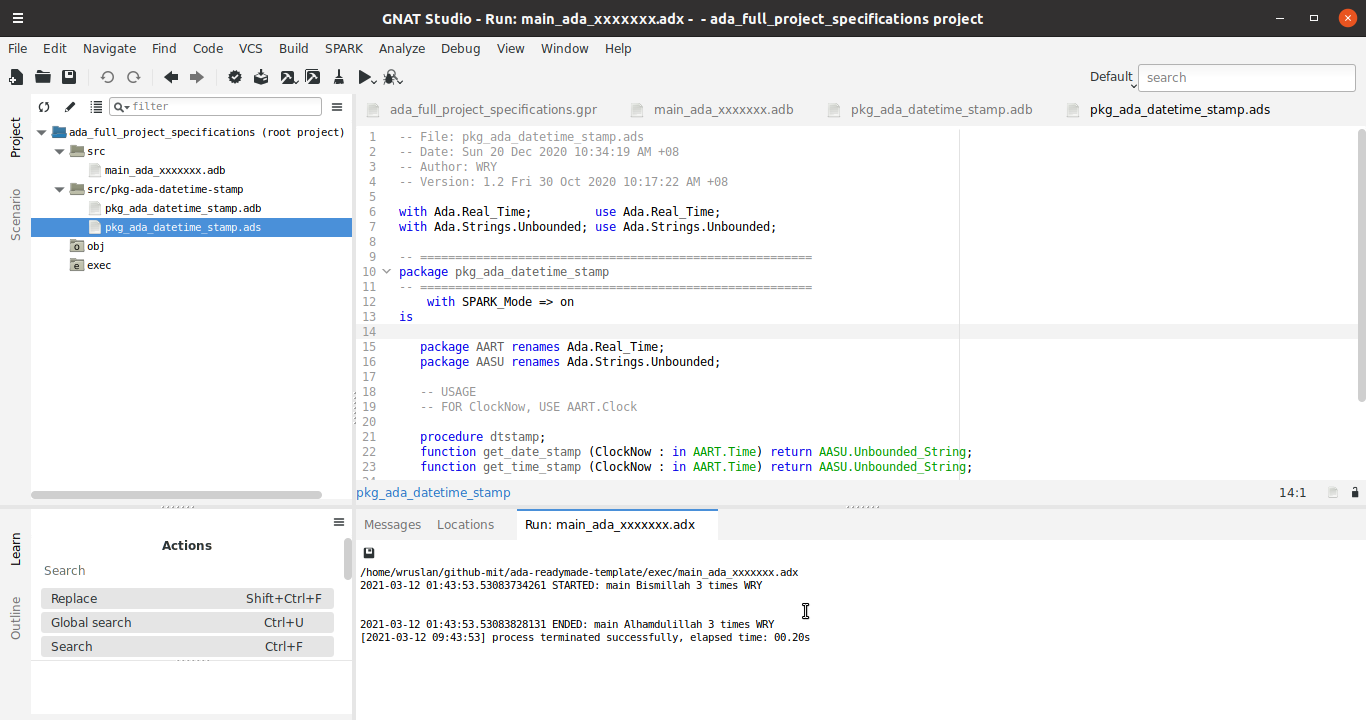 GNAT Studio - Run: main_ada_xxxxxxx.adx - - ada_full_project_specifications project
File Edit Navigate Find Code VCS Build SPARK Analyze Debug View Window Help
Default
search
Project
Scenario
filter
ada_full_project_specifications (root project)
src
main_ada_xxxxxxx.adb
src/pkg-ada-datetime-stamp
pkg_ada_datetime_stamp.adb
pkg_ada_datetime_stamp.ads
obj
exec
ada_full_project_specifications.gpr main_ada_xxxxxxx.adb pkg_ada_datetime_stamp.adb pkg_ada_datetime_stamp.ads
1 -- File: pkg_ada_datetime_stamp.ads
2 -- Date: Sun 20 Dec 2020 10:34:19 AM +08
3 -- Author: WRY
4 -- Version: 1.2 Fri 30 Oct 2020 10:17:22 AM +08
5
6 with Ada.Real_Time;         use Ada.Real_Time;
7 with Ada.Strings.Unbounded; use Ada.Strings.Unbounded;
8
9 -- ========================================================
10 package pkg_ada_datetime_stamp
11 -- ========================================================
12     with SPARK_Mode => on
13 is
14
15    package AART renames Ada.Real_Time;
16    package AASU renames Ada.Strings.Unbounded;
17
18    -- USAGE
19    -- FOR ClockNow, USE AART.Clock
20
21    procedure dtstamp;
22    function get_date_stamp (ClockNow : in AART.Time) return AASU.Unbounded_String;
23    function get_time_stamp (ClockNow : in AART.Time) return AASU.Unbounded_String;
pkg_ada_datetime_stamp 14:1
Learn
Outline
Actions
Search
Replace Shift+Ctrl+F
Global search Ctrl+U
Search Ctrl+F
Messages Locations Run: main_ada_xxxxxxx.adx
/home/wruslan/github-mit/ada-readymade-template/exec/main_ada_xxxxxxx.adx
2021-03-12 01:43:53.53083734261 STARTED: main Bismillah 3 times WRY
2021-03-12 01:43:53.53083828131 ENDED: main Alhamdulillah 3 times WRY
[2021-03-12 09:43:53] process terminated successfully, elapsed time: 00.20s